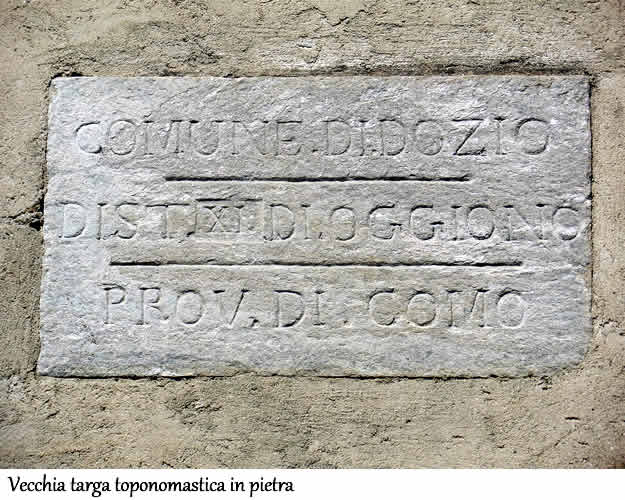 COMUNE.DI.DOZIO
DIST.XI.DI.OGGIONO
PROV.DI.COMO
Vecchia targa toponomastica in pietra